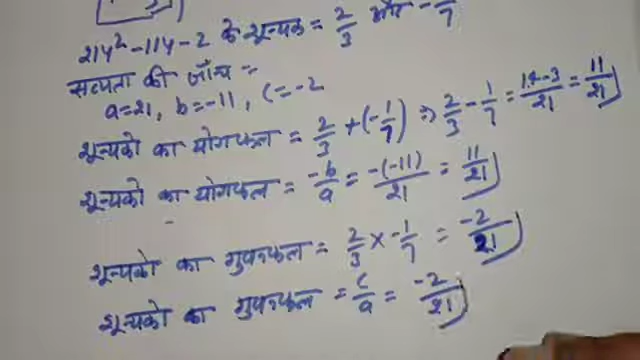 21y² - 11y - 2 के शून्यक = 2/3 और - 1/7
सत्यता की जाँच :-
a = 21, b = -11, c = -2
शून्यको का योगफल = 2/3 + (-1/7) ⇒ 2/3 - 1/7 = 14-3/21 = 11/21
शून्यको का योगफल = -b/a = -(-11)/21 = 11/21
शून्यको का गुणनफल = 2/3 × -1/7 = -2/21
शून्यको का गुणनफल = c/a = -2/21